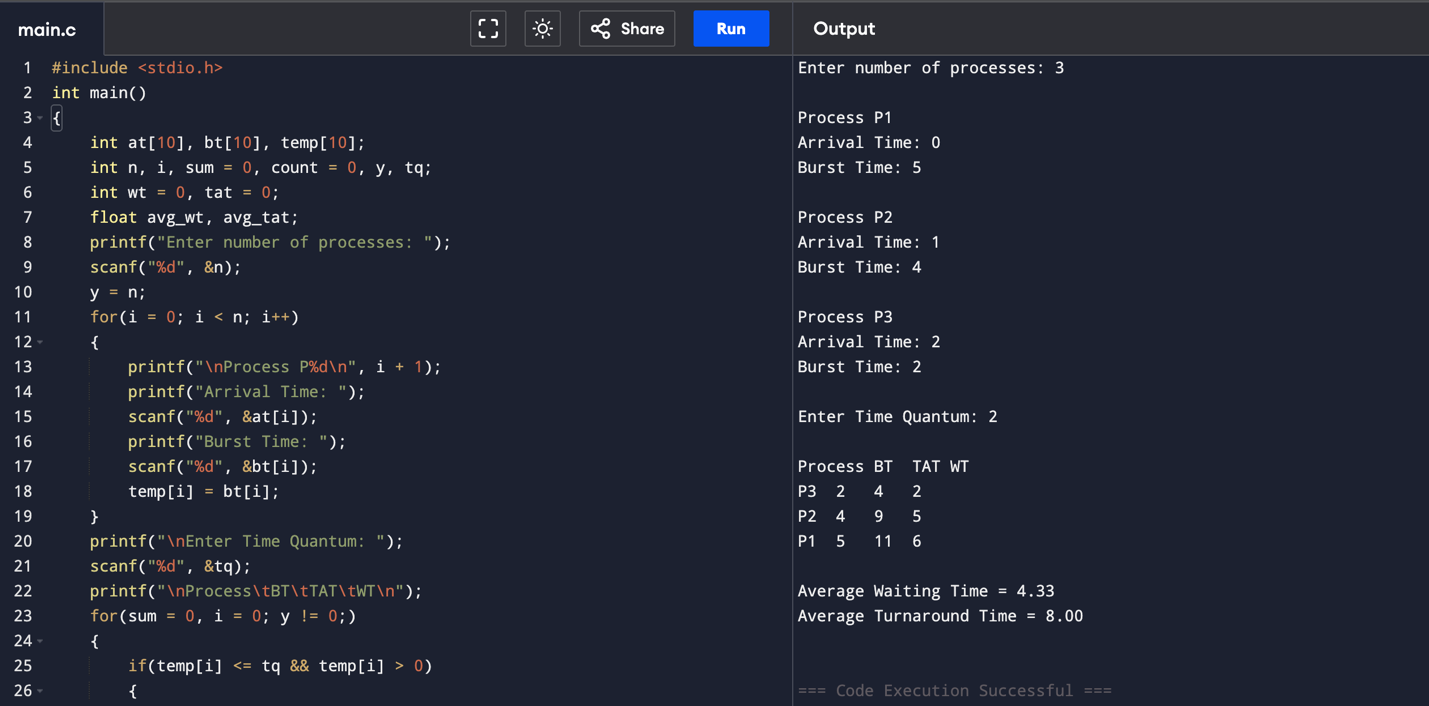 main.c
Share
Run
Output
1 #include <stdio.h>
2 int main()
3 {
4 int at[10], bt[10], temp[10];
5 int n, i, sum = 0, count = 0, y, tq;
6 int wt = 0, tat = 0;
7 float avg_wt, avg_tat;
8 printf("Enter number of processes: ");
9 scanf("%d", &n);
10 y = n;
11 for(i = 0; i < n; i++)
12 {
13 printf("\nProcess P%d\n", i + 1);
14 printf("Arrival Time: ");
15 scanf("%d", &at[i]);
16 printf("Burst Time: ");
17 scanf("%d", &bt[i]);
18 temp[i] = bt[i];
19 }
20 printf("\nEnter Time Quantum: ");
21 scanf("%d", &tq);
22 printf("\nProcess\tBT\tTAT\tWT\n");
23 for(sum = 0, i = 0; y != 0;)
24 {
25 if(temp[i] <= tq && temp[i] > 0)
26 {
Enter number of processes: 3
Process P1
Arrival Time: 0
Burst Time: 5
Process P2
Arrival Time: 1
Burst Time: 4
Process P3
Arrival Time: 2
Burst Time: 2
Enter Time Quantum: 2
Process BT TAT WT
P3 2 4 2
P2 4 9 5
P1 5 11 6
Average Waiting Time = 4.33
Average Turnaround Time = 8.00
=== Code Execution Successful ===